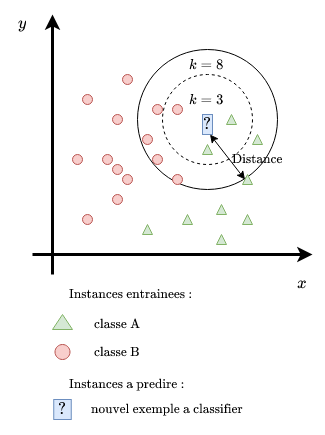 y
k = 8
k = 3
?
Distance
x
Instances entrainees :
classe A
classe B
Instances a predire :
? nouvel exemple a classifier